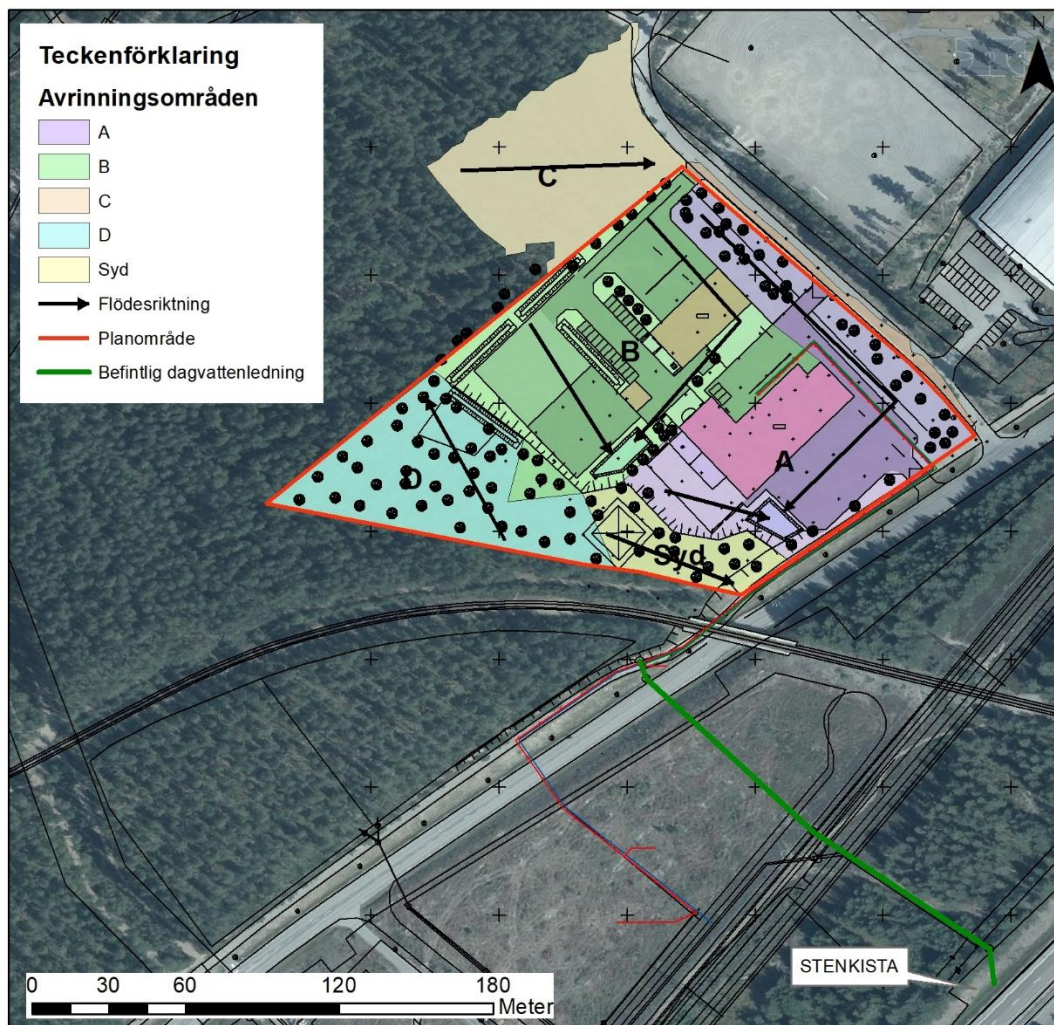 Teckenförklaring
Avrinningsområden
A
B
C
D
Syd
Flödesriktning
Planområde
Befintlig dagvattenledning
N
C
B
A
D
Syd
STENKISTA
0 30 60 120 180
Meter